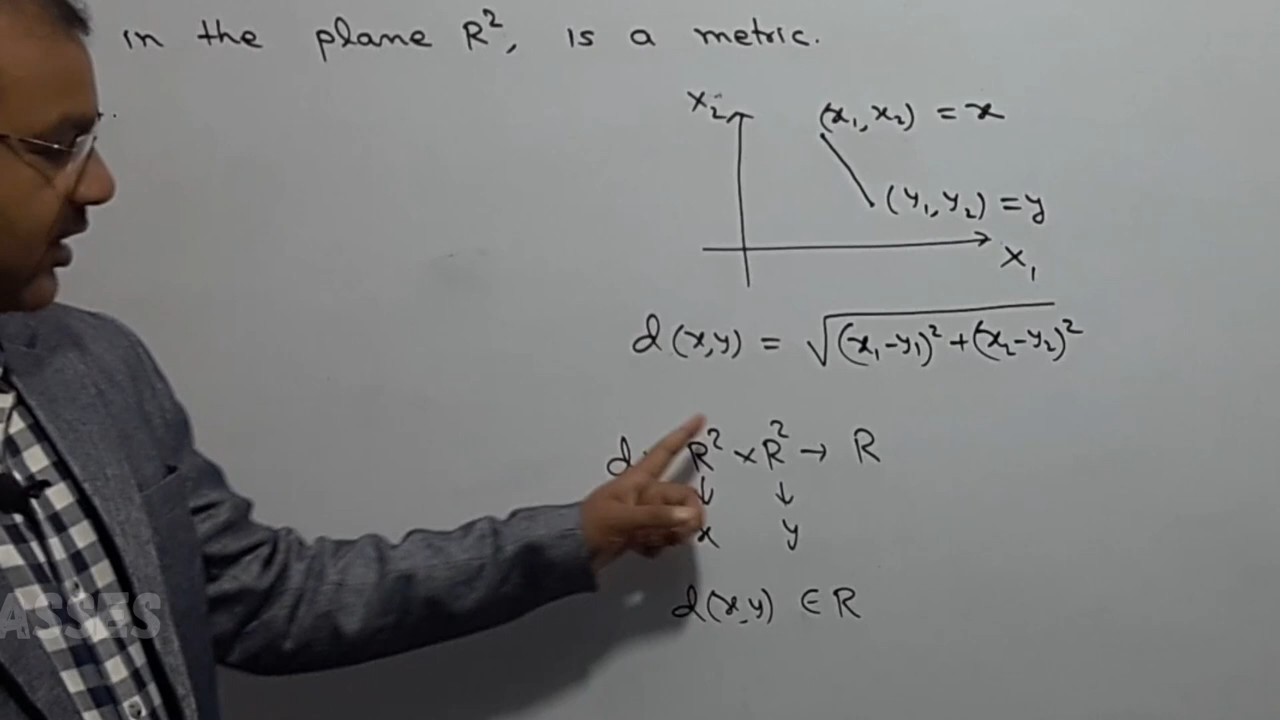 in the plane R², is a metric.
x₂
(x₁, x₂) = x
(y₁, y₂) = y
x₁
d(x,y) = √((x₁-y₁)²+(x₂-y₂)²)
d: R² × R² → R
↓ ↓
x y
d(x,y) ∈ R
ASSES